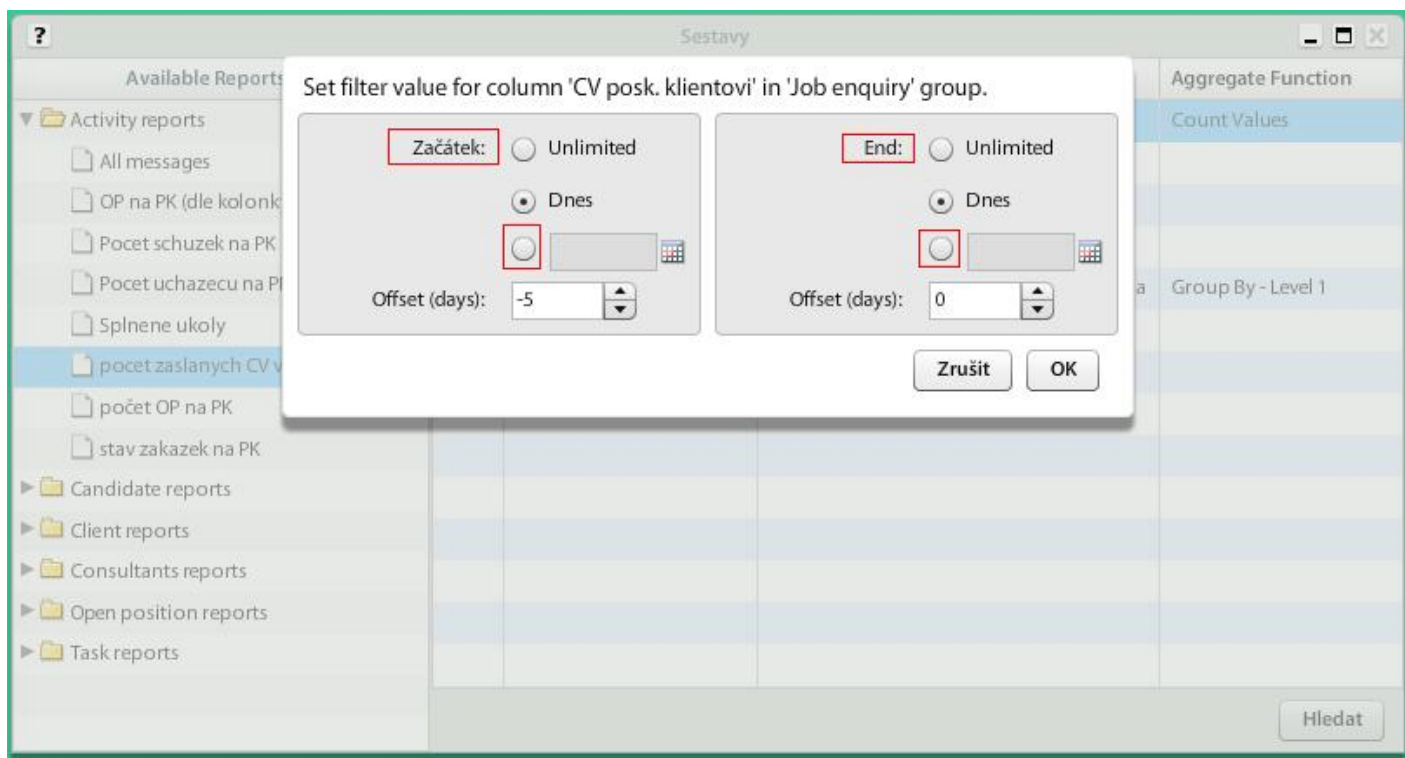 ?
Sestavy
Available Reports
Aggregate Function
Set filter value for column 'CV posk. klientovi' in 'Job enquiry' group.
Začátek:
Unlimited
Dnes
Offset (days):
-5
End:
Unlimited
Dnes
Offset (days):
0
Zrušit
OK
Activity reports
All messages
OP na PK (dle kolonk
Pocet schuzek na PK
Pocet uchazecu na
Splnene ukoly
pocet zaslanych CV v
počet OP na PK
stav zakazek na PK
Candidate reports
Client reports
Consultants reports
Open position reports
Task reports
Count Values
a
Group By - Level 1
Hledat